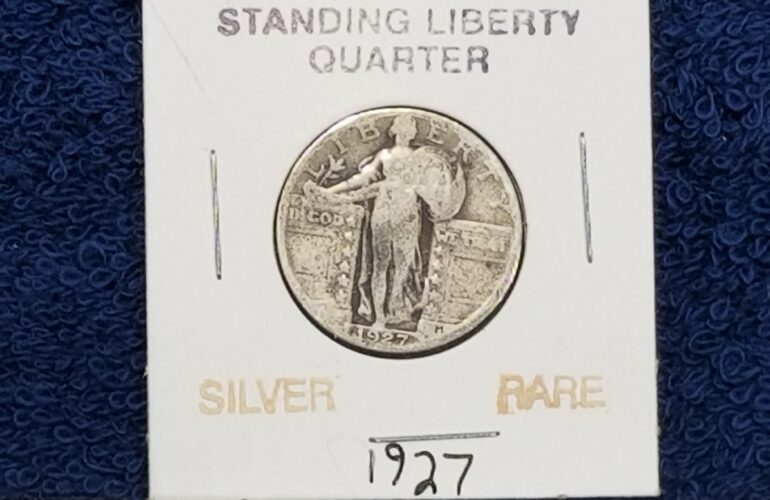 STANDING LIBERTY
QUARTER
LIBERTY
IN GOD
WE TRUST
1927
M
SILVER RARE
1927